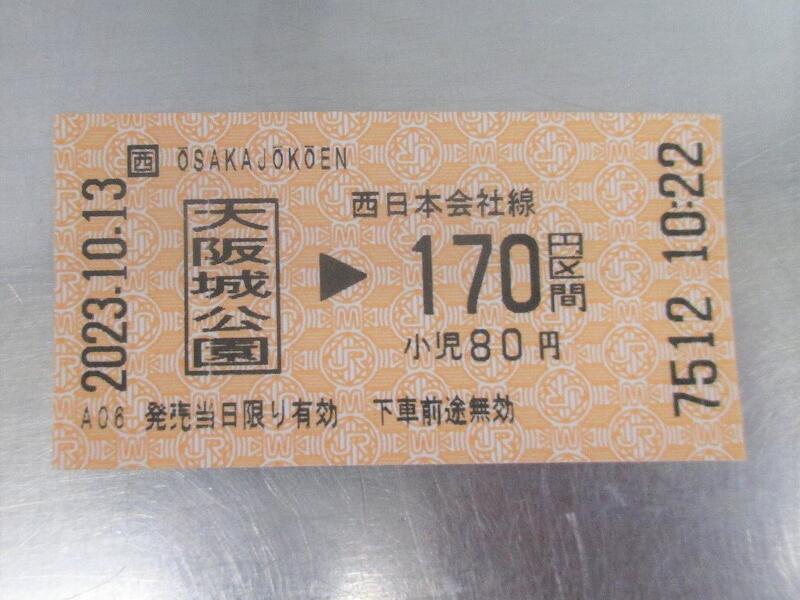 西 ŌSAKAJŌKŌEN
2023.10.13
大阪城公園
▶
西日本会社線
170円区間
小児80円
7512 10:22
A06 発売当日限り有効 下車前途無効